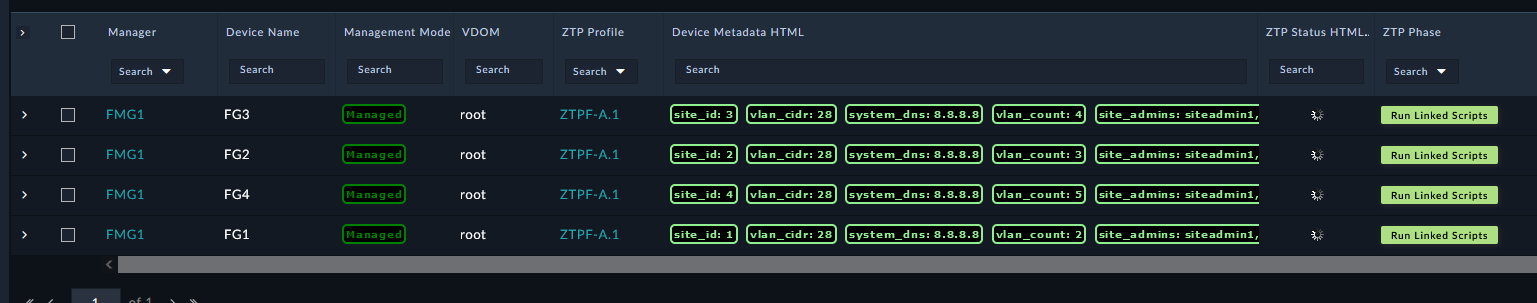 Manager Device Name Management Mode VDOM ZTP Profile Device Metadata HTML ZTP Status HTML.. ZTP Phase
Search Search Search Search Search Search Search Search
FMG1 FG3 Managed root ZTPF-A.1 site_id: 3 vlan_cidr: 28 system_dns: 8.8.8.8 vlan_count: 4 site_admins: siteadmin1, Run Linked Scripts
FMG1 FG2 Managed root ZTPF-A.1 site_id: 2 vlan_cidr: 28 system_dns: 8.8.8.8 vlan_count: 3 site_admins: siteadmin1, Run Linked Scripts
FMG1 FG4 Managed root ZTPF-A.1 site_id: 4 vlan_cidr: 28 system_dns: 8.8.8.8 vlan_count: 5 site_admins: siteadmin1, Run Linked Scripts
FMG1 FG1 Managed root ZTPF-A.1 site_id: 1 vlan_cidr: 28 system_dns: 8.8.8.8 vlan_count: 2 site_admins: siteadmin1, Run Linked Scripts
1 of 1